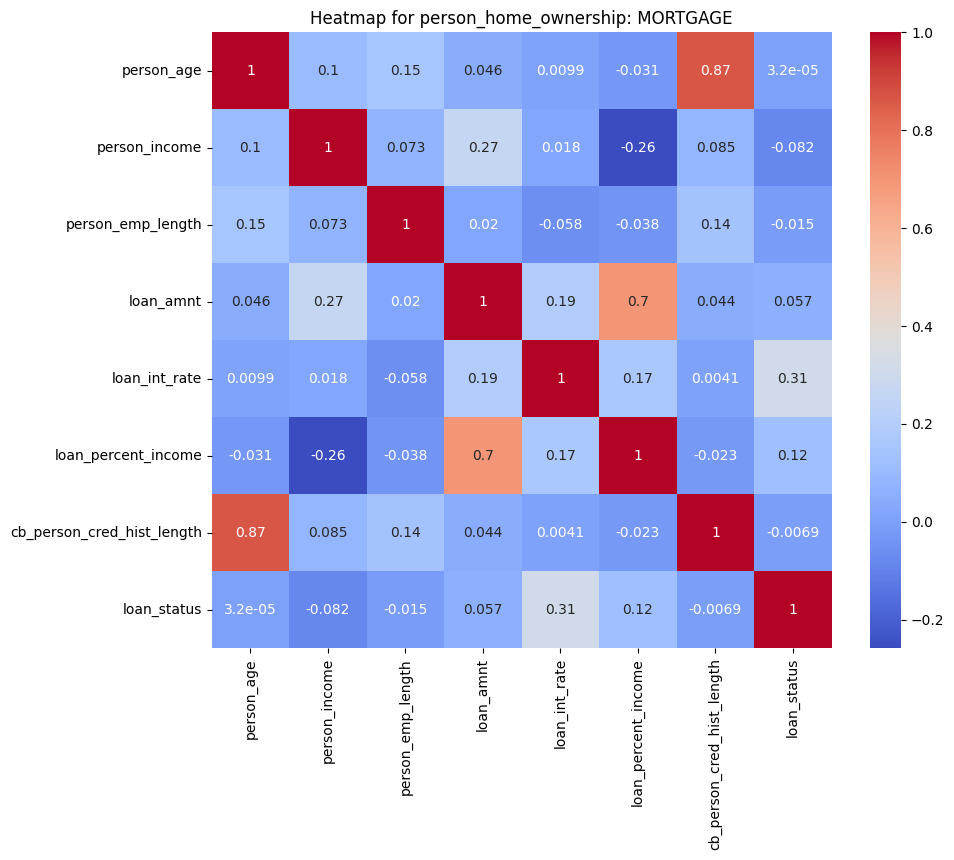 Heatmap for person_home_ownership: MORTGAGE
person_age 1 0.1 0.15 0.046 0.0099 -0.031 0.87 3.2e-05
person_income 0.1 1 0.073 0.27 0.018 -0.26 0.085 -0.082
person_emp_length 0.15 0.073 1 0.02 -0.058 -0.038 0.14 -0.015
loan_amnt 0.046 0.27 0.02 1 0.19 0.7 0.044 0.057
loan_int_rate 0.0099 0.018 -0.058 0.19 1 0.17 0.0041 0.31
loan_percent_income -0.031 -0.26 -0.038 0.7 0.17 1 -0.023 0.12
cb_person_cred_hist_length 0.87 0.085 0.14 0.044 0.0041 -0.023 1 -0.0069
loan_status 3.2e-05 -0.082 -0.015 0.057 0.31 0.12 -0.0069 1
person_age
person_income
person_emp_length
loan_amnt
loan_int_rate
loan_percent_income
cb_person_cred_hist_length
loan_status
1.0
0.8
0.6
0.4
0.2
0.0
−0.2